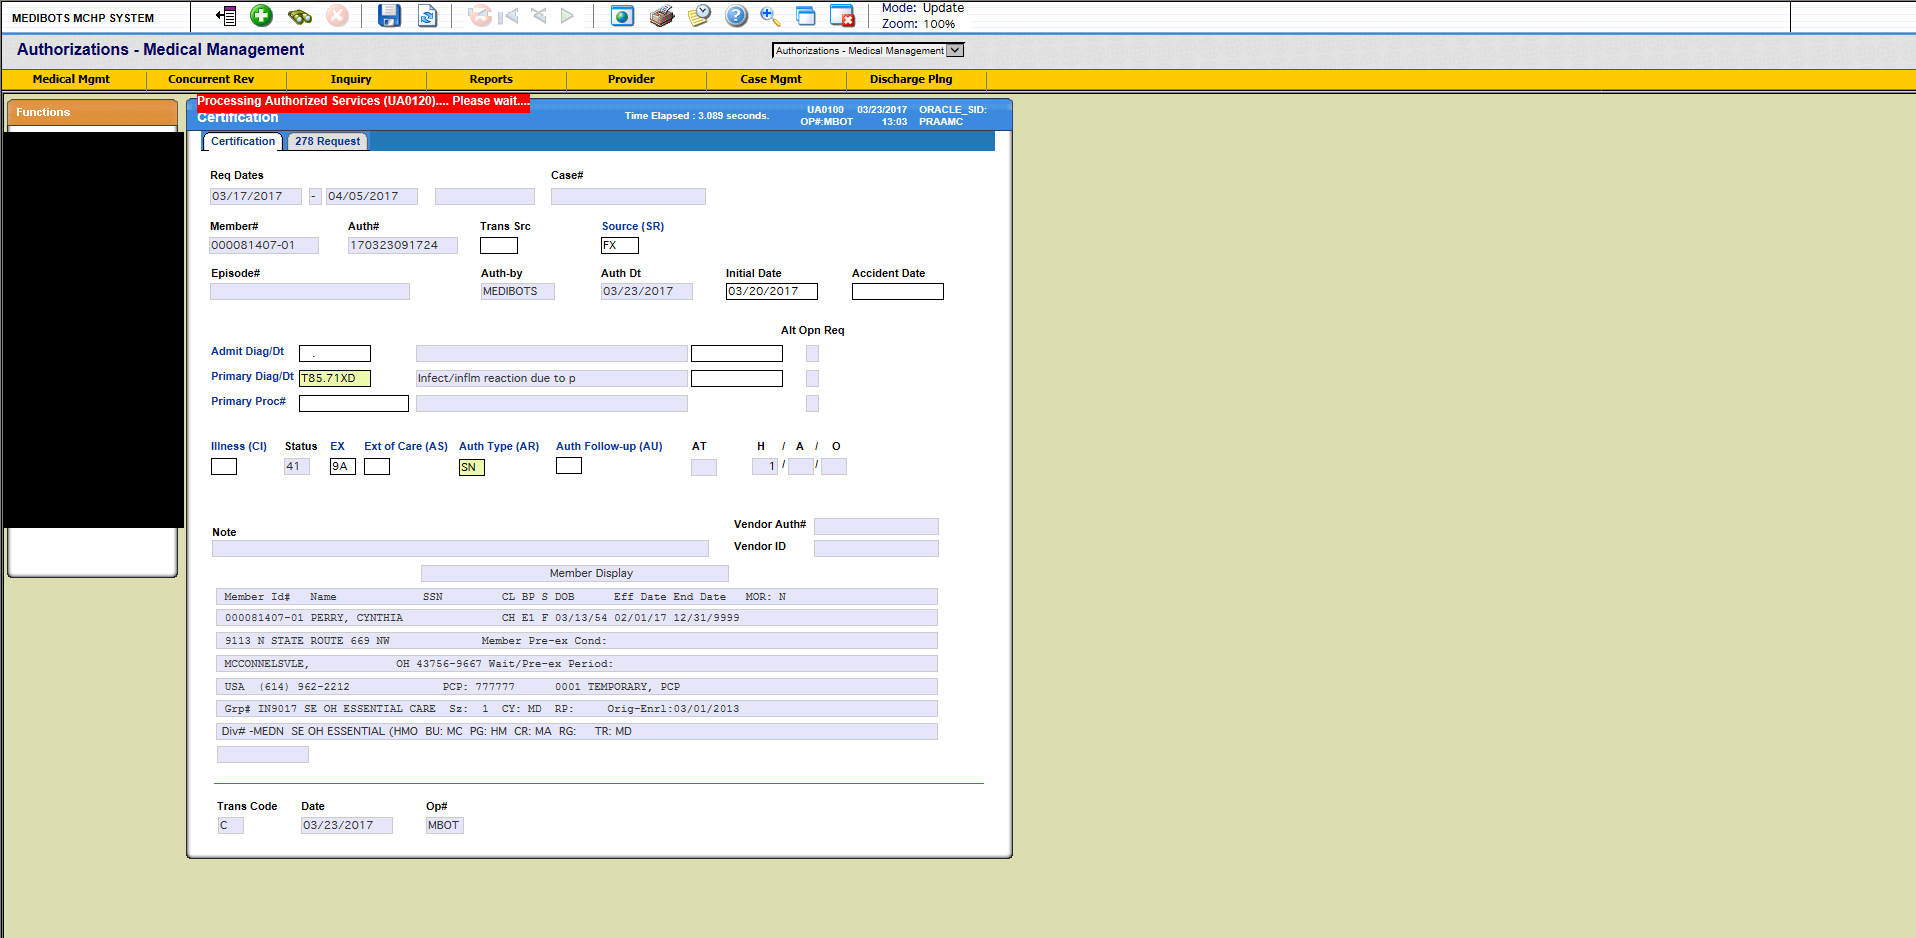 MEDIBOTS MCHP SYSTEM
Mode: Update
Zoom: 100%
Authorizations - Medical Management
Authorizations - Medical Management
Medical Mgmt Concurrent Rev Inquiry Reports Provider Case Mgmt Discharge Plng
Functions
Processing Authorized Services (UA0120).... Please wait....
Certification
Time Elapsed : 3.089 seconds.
UA0100 03/23/2017 ORACLE_SID:
OP#:MBOT 13:03 PRAAMC
Certification 278 Request
Req Dates Case#
03/17/2017 - 04/05/2017
Member# Auth# Trans Src Source (SR)
000081407-01 170323091724 FX
Episode# Auth-by Auth Dt Initial Date Accident Date
MEDIBOTS 03/23/2017 03/20/2017
Alt Opn Req
Admit Diag/Dt .
Primary Diag/Dt T85.71XD Infect/inflm reaction due to p
Primary Proc#
Illness (CI) Status EX Ext of Care (AS) Auth Type (AR) Auth Follow-up (AU) AT H / A / O
41 9A SN 1 / /
Vendor Auth#
Note
Vendor ID
Member Display
Member Id# Name SSN CL BP S DOB Eff Date End Date MOR: N
000081407-01 PERRY, CYNTHIA CH E1 F 03/13/54 02/01/17 12/31/9999
9113 N STATE ROUTE 669 NW Member Pre-ex Cond:
MCCONNELSVLE, OH 43756-9667 Wait/Pre-ex Period:
USA (614) 962-2212 PCP: 777777 0001 TEMPORARY, PCP
Grp# IN9017 SE OH ESSENTIAL CARE Sz: 1 CY: MD RP: Orig-Enrl:03/01/2013
Div# -MEDN SE OH ESSENTIAL (HMO BU: MC PG: HM CR: MA RG: TR: MD
Trans Code Date Op#
C 03/23/2017 MBOT